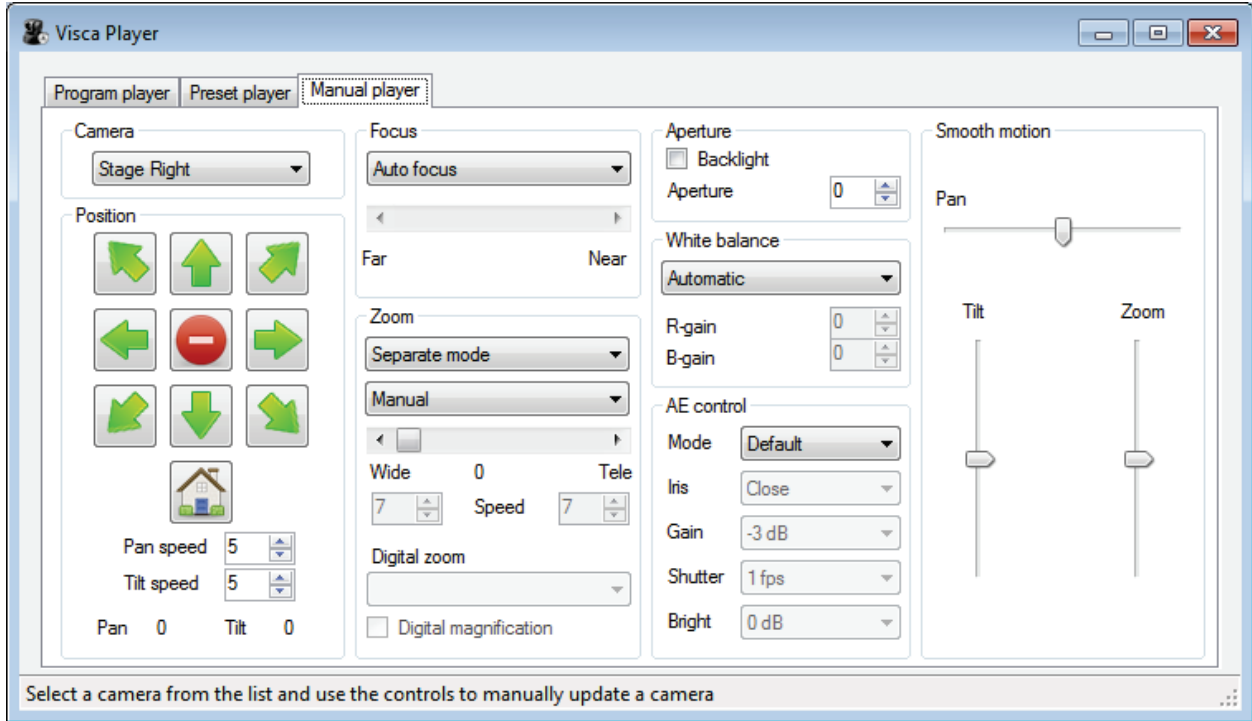 Visca Player
Program player Preset player Manual player
Camera
Stage Right
Position
Pan speed 5
Tilt speed 5
Pan 0 Tilt 0
Focus
Auto focus
Far Near
Zoom
Separate mode
Manual
Wide 0 Tele
7 Speed 7
Digital zoom
Digital magnification
Aperture
Backlight
Aperture 0
White balance
Automatic
R-gain 0
B-gain 0
AE control
Mode Default
Iris Close
Gain -3 dB
Shutter 1 fps
Bright 0 dB
Smooth motion
Pan
Tilt Zoom
Select a camera from the list and use the controls to manually update a camera